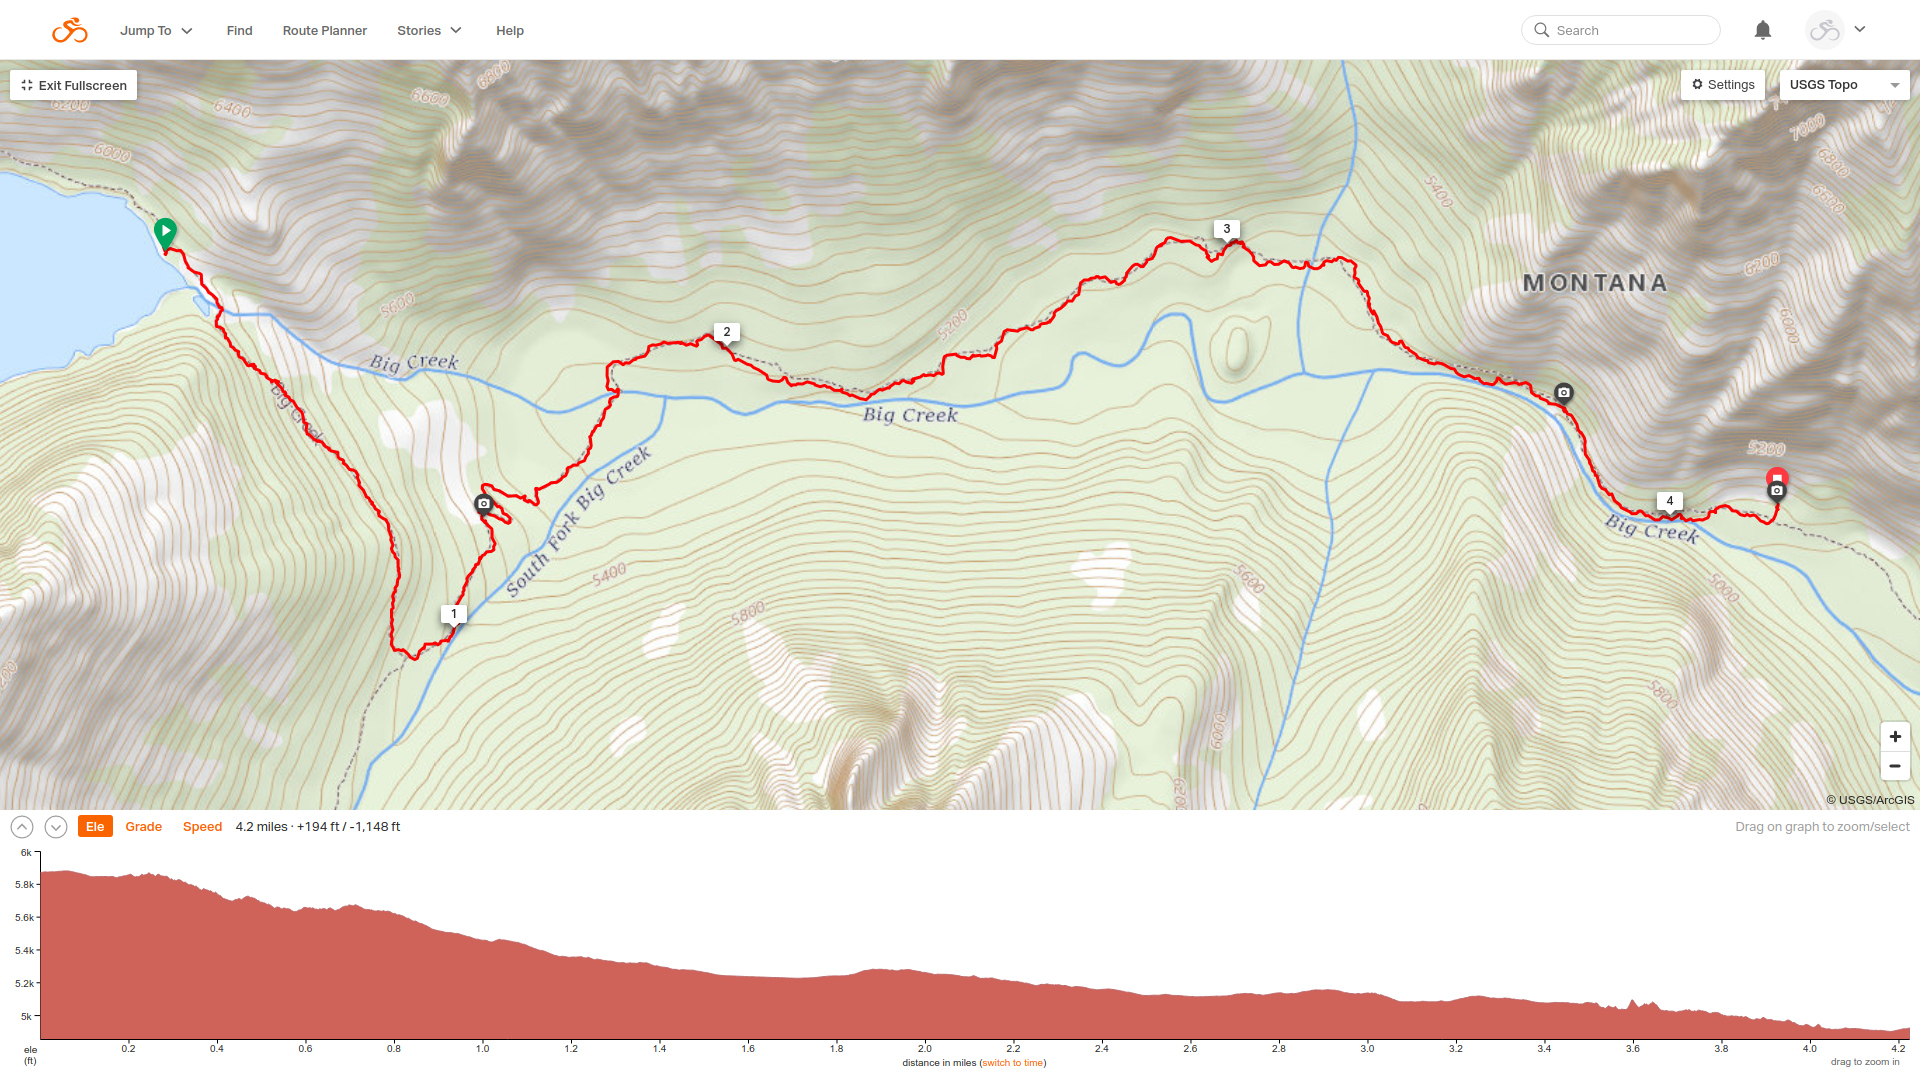 Jump To
Find
Route Planner
Stories
Help
Search
Exit Fullscreen
Settings
USGS Topo
6200
6400
6600
6800
6000
7000
6800
6600
5400
6200
6000
MONTANA
5600
5200
3
2
Big Creek
Big Creek
Big Creek
South Fork Big Creek
1
5400
5800
5600
4
5200
Big Creek
5000
5800
6000
6200
© USGS/ArcGIS
Ele
Grade
Speed
4.2 miles · +194 ft / -1,148 ft
Drag on graph to zoom/select
6k
5.8k
5.6k
5.4k
5.2k
5k
ele
(ft)
0.2
0.4
0.6
0.8
1.0
1.2
1.4
1.6
1.8
2.0
2.2
2.4
2.6
2.8
3.0
3.2
3.4
3.6
3.8
4.0
4.2
distance in miles (switch to time)
drag to zoom in